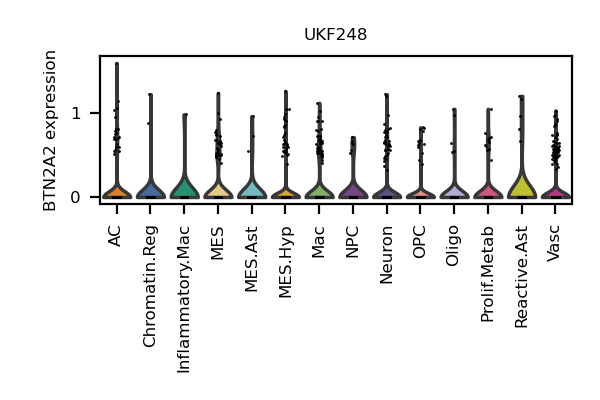 UKF248
BTN2A2 expression
1
0
AC
Chromatin.Reg
Inflammatory.Mac
MES
MES.Ast
MES.Hyp
Mac
NPC
Neuron
OPC
Oligo
Prolif.Metab
Reactive.Ast
Vasc